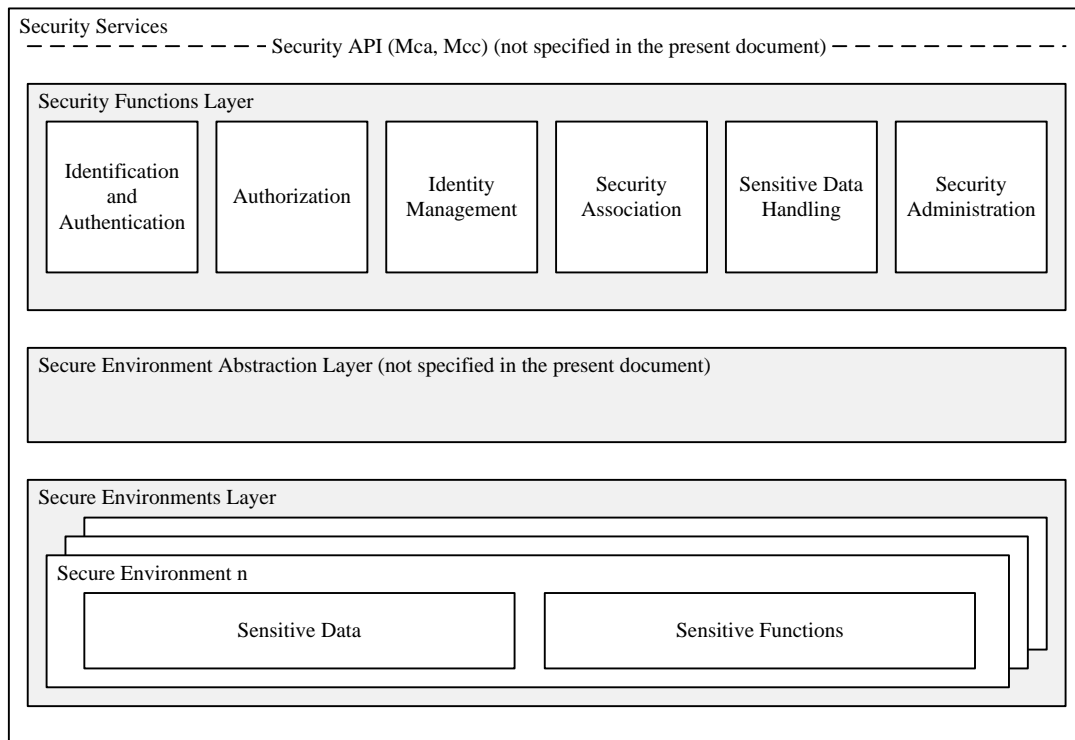 Security Services
Security API (Mca, Mcc) (not specified in the present document)
Security Functions Layer
Identification
and
Authentication
Authorization
Identity
Management
Security
Association
Sensitive Data
Handling
Security
Administration
Secure Environment Abstraction Layer (not specified in the present document)
Secure Environments Layer
Secure Environment n
Sensitive Data
Sensitive Functions